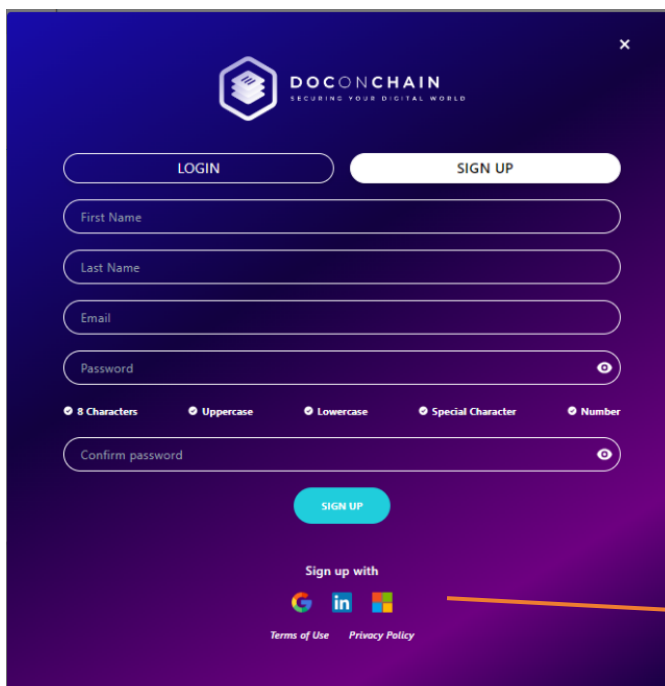 ×
DOCONCHAIN
SECURING YOUR DIGITAL WORLD
LOGIN SIGN UP
First Name
Last Name
Email
Password
8 Characters Uppercase Lowercase Special Character Number
Confirm password
SIGN UP
Sign up with
G in
Terms of Use Privacy Policy